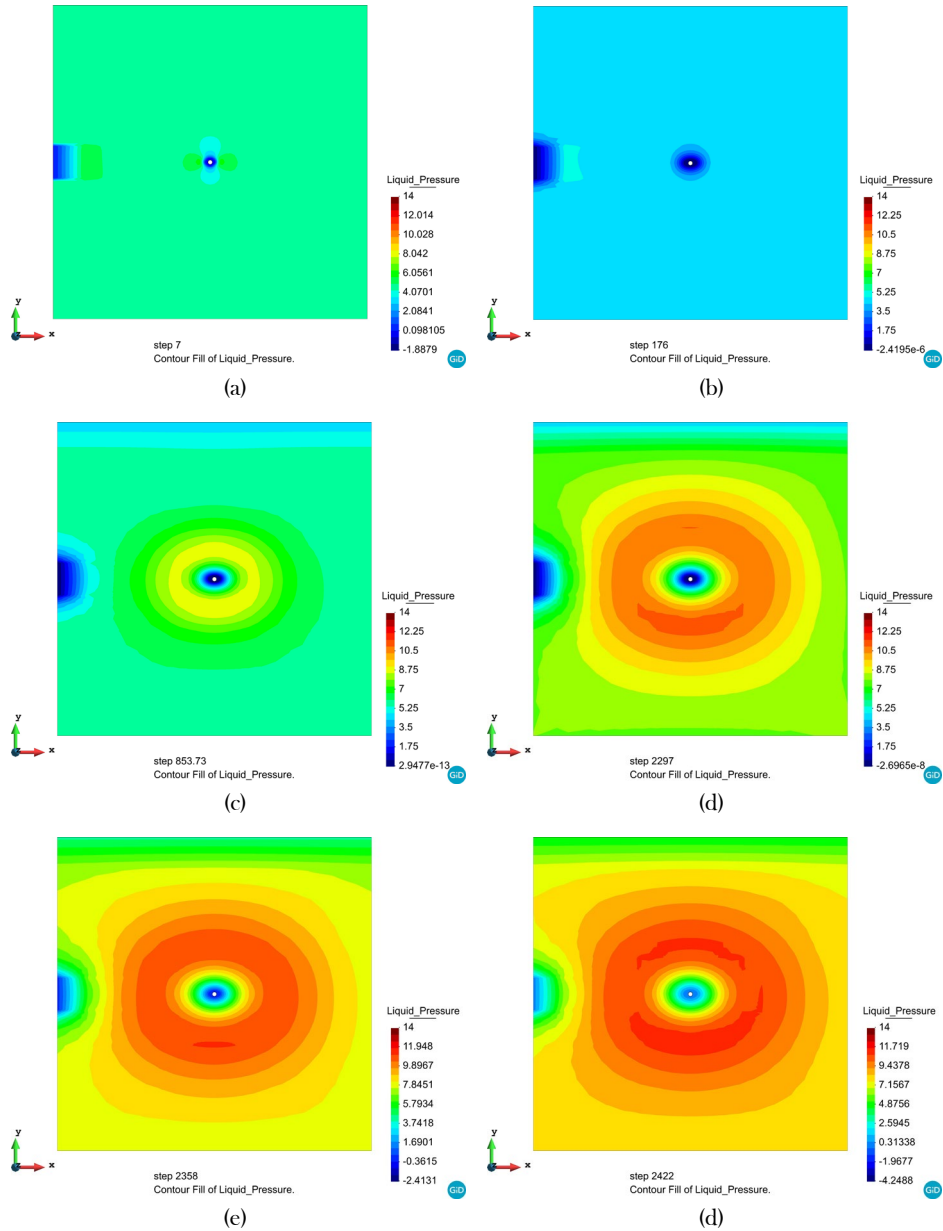 Liquid_Pressure
14
12.014
10.028
8.042
6.0561
4.0701
2.0841
0.098105
-1.8879
y
z
x
step 7
Contour Fill of Liquid_Pressure.
GiD
(a)
Liquid_Pressure
14
12.25
10.5
8.75
7
5.25
3.5
1.75
-2.4195e-6
y
z
x
step 176
Contour Fill of Liquid_Pressure.
GiD
(b)
Liquid_Pressure
14
12.25
10.5
8.75
7
5.25
3.5
1.75
2.9477e-13
y
z
x
step 853.73
Contour Fill of Liquid_Pressure.
GiD
(c)
Liquid_Pressure
14
12.25
10.5
8.75
7
5.25
3.5
1.75
-2.6965e-8
y
z
x
step 2297
Contour Fill of Liquid_Pressure.
GiD
(d)
Liquid_Pressure
14
11.948
9.8967
7.8451
5.7934
3.7418
1.6901
-0.3615
-2.4131
y
z
x
step 2358
Contour Fill of Liquid_Pressure.
GiD
(e)
Liquid_Pressure
14
11.719
9.4378
7.1567
4.8756
2.5945
0.31338
-1.9677
-4.2488
y
z
x
step 2422
Contour Fill of Liquid_Pressure.
GiD
(d)